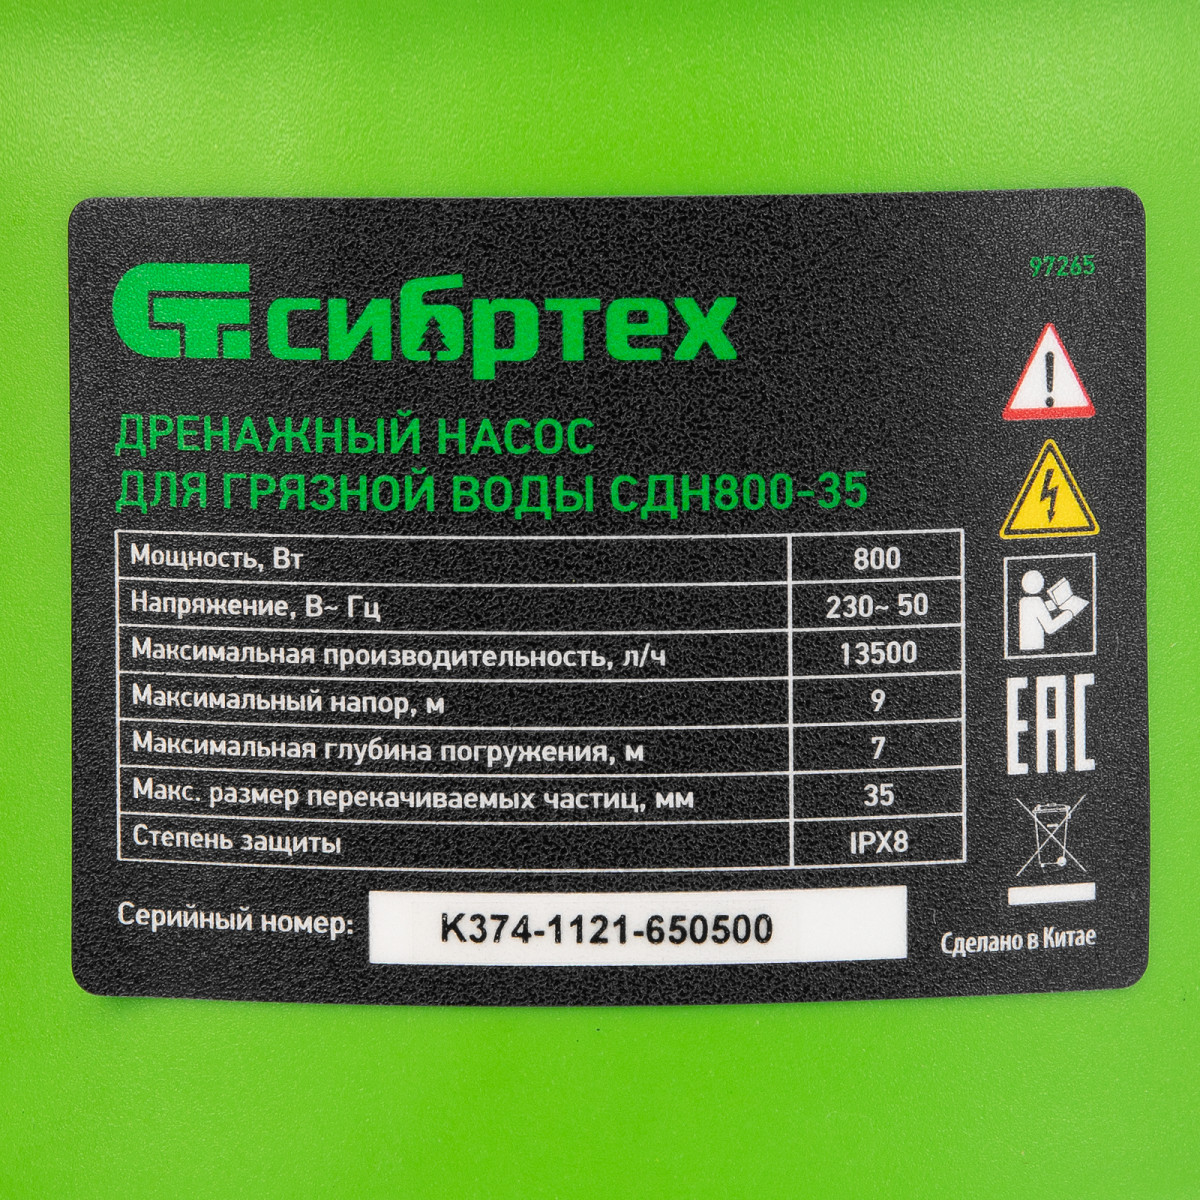 97265
сибртех
ДРЕНАЖНЫЙ НАСОС
ДЛЯ ГРЯЗНОЙ ВОДЫ СДН800-35
Мощность, Вт 800
Напряжение, В~ Гц 230~ 50
Максимальная производительность, л/ч 13500
Максимальный напор, м 9
Максимальная глубина погружения, м 7
Макс. размер перекачиваемых частиц, мм 35
Степень защиты IPX8
EAC
Серийный номер: K374-1121-650500
Сделано в Китае